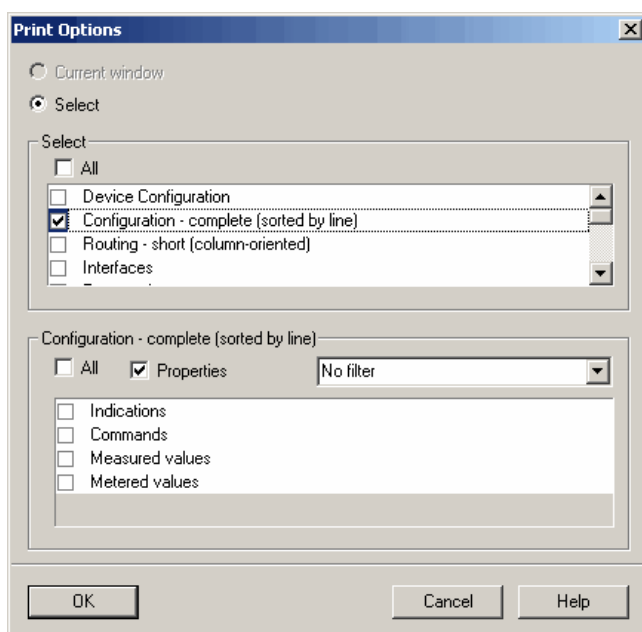 Print Options
Current window
Select
Select
All
Device Configuration
Configuration - complete (sorted by line)
Routing - short (column-oriented)
Interfaces
Configuration - complete (sorted by line)
All Properties No filter
Indications
Commands
Measured values
Metered values
OK Cancel Help